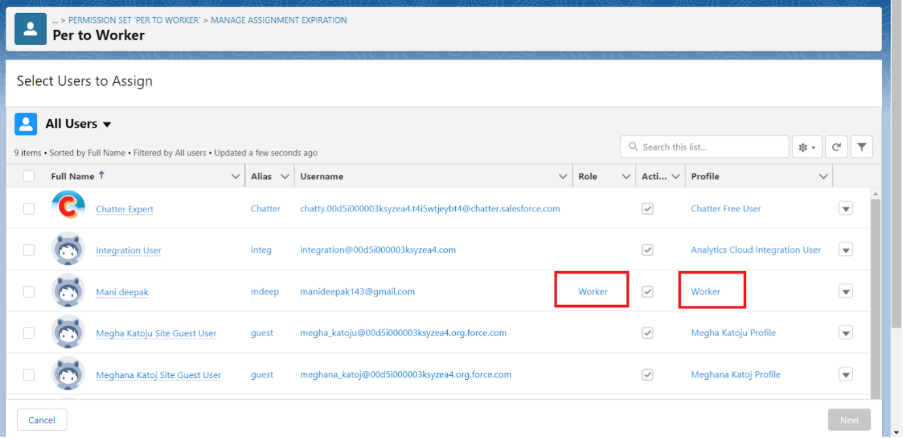 ... > PERMISSION SET 'PER TO WORKER' > MANAGE ASSIGNMENT EXPIRATION
Per to Worker
Select Users to Assign
All Users
9 items • Sorted by Full Name • Filtered by All users • Updated a few seconds ago
Search this list...
Full Name ↑ Alias Username Role Acti... Profile
Chatter Expert Chatter chatty.00d5i000003ksyzea4.t4i5wtjeybt4@chatter.salesforce.com Chatter Free User
Integration User integ integration@00d5i000003ksyzea4.com Analytics Cloud Integration User
Mani deepak mdeep manideepak143@gmail.com Worker Worker
Megha Katoju Site Guest User guest megha_katoju@00d5i000003ksyzea4.org.force.com Megha Katoju Profile
Meghana Katoj Site Guest User guest meghana_katoj@00d5i000003ksyzea4.org.force.com Meghana Katoj Profile
Cancel Next